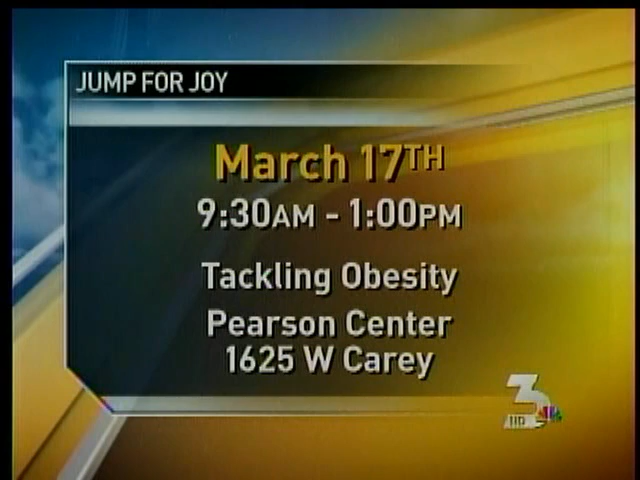 JUMP FOR JOY
March 17TH
9:30AM - 1:00PM
Tackling Obesity
Pearson Center
1625 W Carey
3
HD